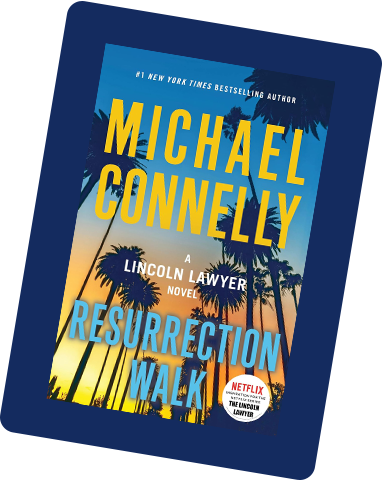 #1 NEW YORK TIMES BESTSELLING AUTHOR
MICHAEL
CONNELLY
A
LINCOLN LAWYER
NOVEL
RESURRECTION
WALK
NETFLIX
THE LINCOLN
LAWYER